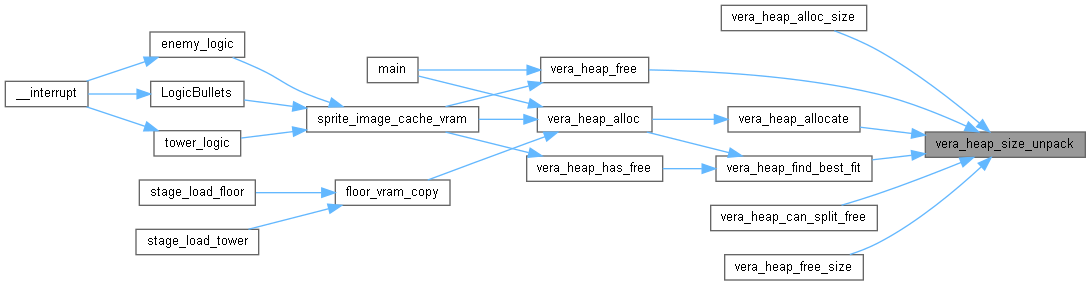 vera_heap_alloc_size
enemy_logic
main
vera_heap_free
__interrupt
LogicBullets
sprite_image_cache_vram
vera_heap_alloc
vera_heap_allocate
tower_logic
vera_heap_size_unpack
vera_heap_has_free
vera_heap_find_best_fit
stage_load_floor
floor_vram_copy
vera_heap_can_split_free
stage_load_tower
vera_heap_free_size